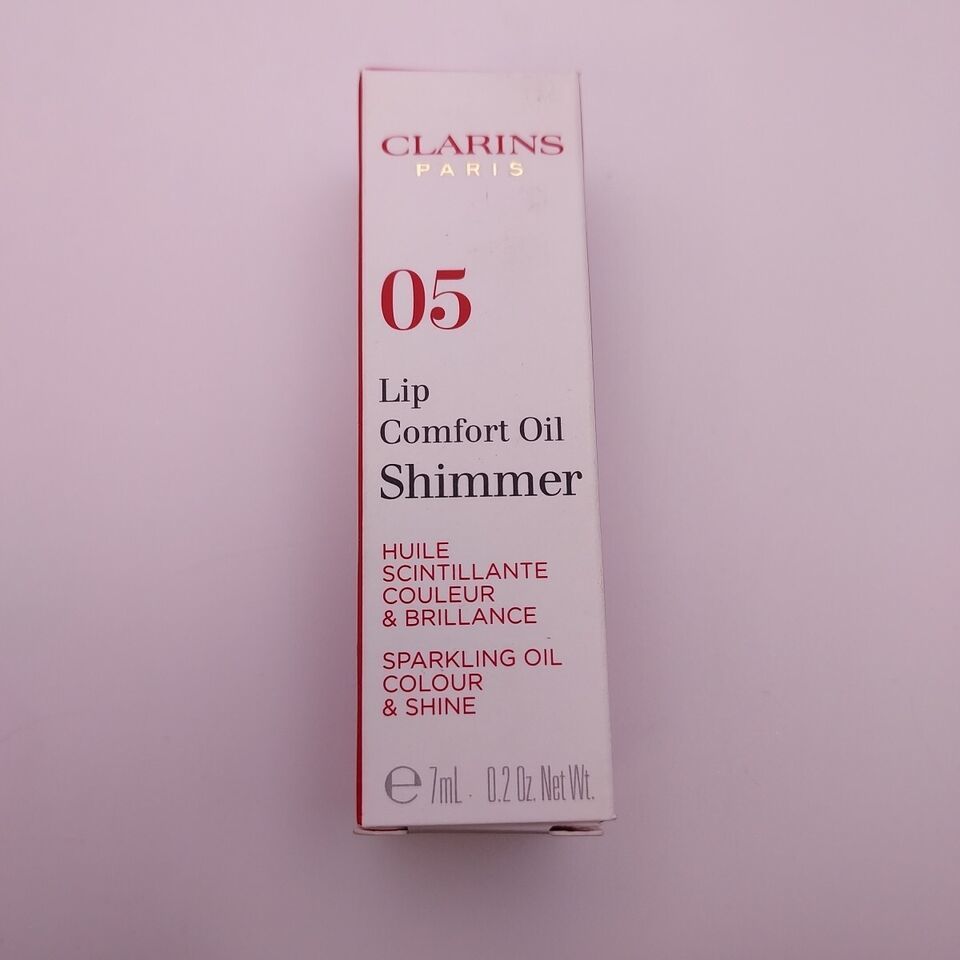 CLARINS
PARIS
05
Lip
Comfort Oil
Shimmer
HUILE
SCINTILLANTE
COULEUR
& BRILLANCE
SPARKLING OIL
COLOUR
& SHINE
℮ 7mL . 0.2 Oz. Net Wt.